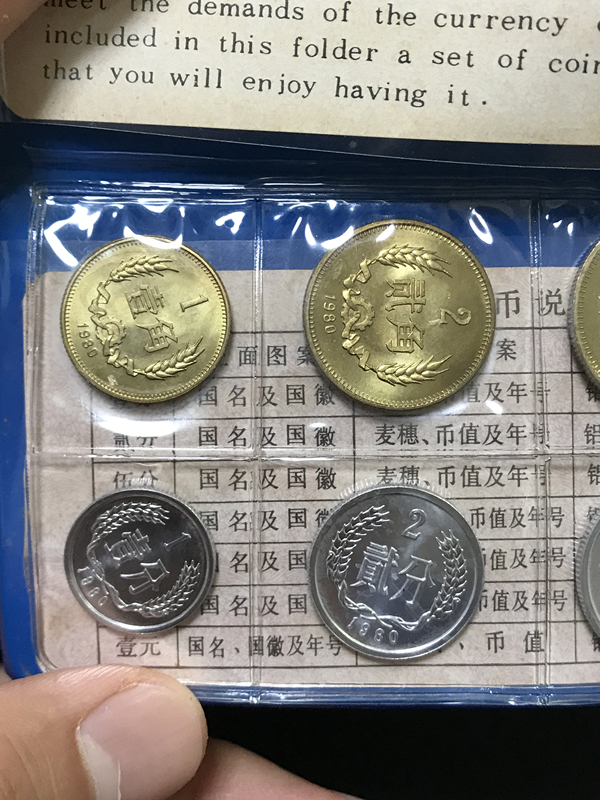 meet the demands of the currency
included in this folder a set of coin
that you will enjoy having it.
1
壹角
1980
2
贰角
1980
币说
面图案
案
国名及国徽
币值及年号
贰分
国名及国徽
麦穗、币值及年号
铝
伍分
国名及国徽
麦穗、币值及年号
铝
国名及国徽
币值及年号
国名及国
币值及年号
国名及国
币值及年号
1
壹分
1980
2
贰分
1980
壹元
国名、国徽及年号
、币值